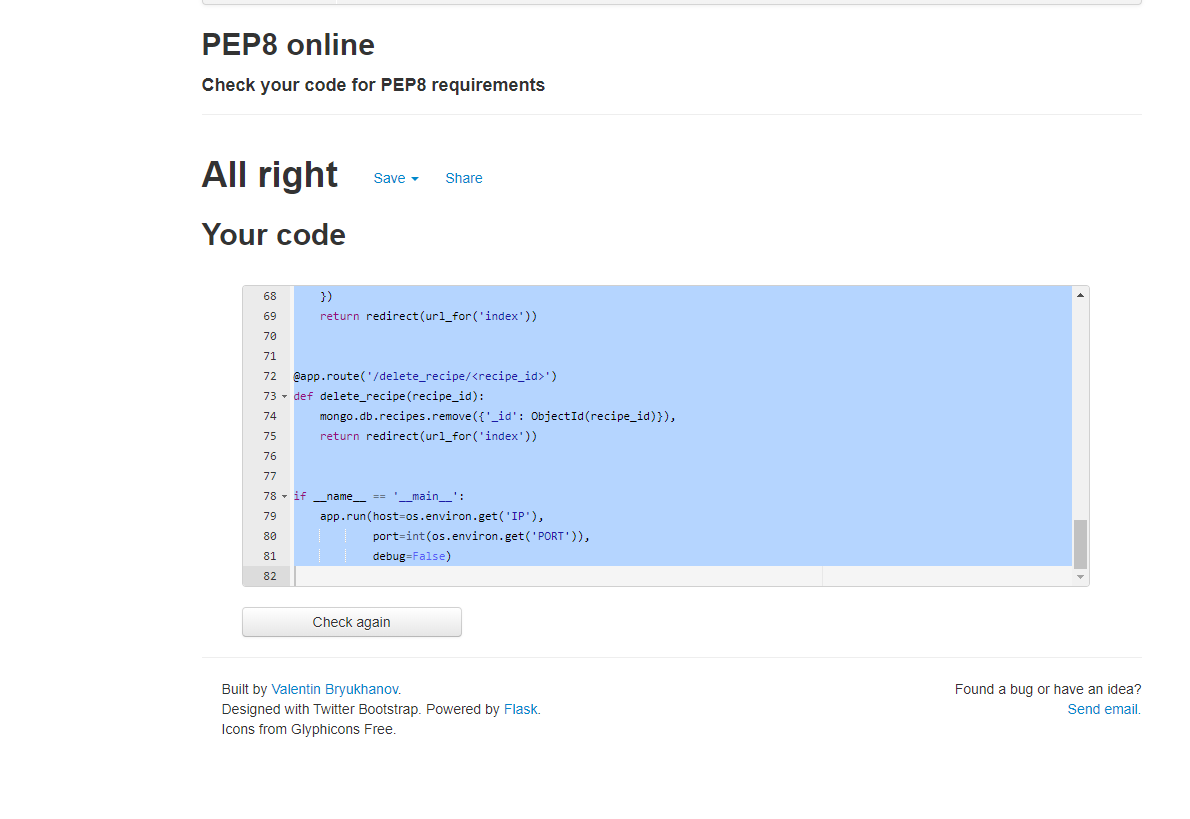 PEP8 online
Check your code for PEP8 requirements
All right Save Share
Your code
68 })
69 return redirect(url_for('index'))
70
71
72 @app.route('/delete_recipe/<recipe_id>')
73 def delete_recipe(recipe_id):
74 mongo.db.recipes.remove({'_id': ObjectId(recipe_id)}),
75 return redirect(url_for('index'))
76
77
78 if __name__ == '__main__':
79 app.run(host=os.environ.get('IP'),
80 port=int(os.environ.get('PORT')),
81 debug=False)
82
Check again
Built by Valentin Bryukhanov.
Designed with Twitter Bootstrap. Powered by Flask.
Icons from Glyphicons Free.
Found a bug or have an idea?
Send email.